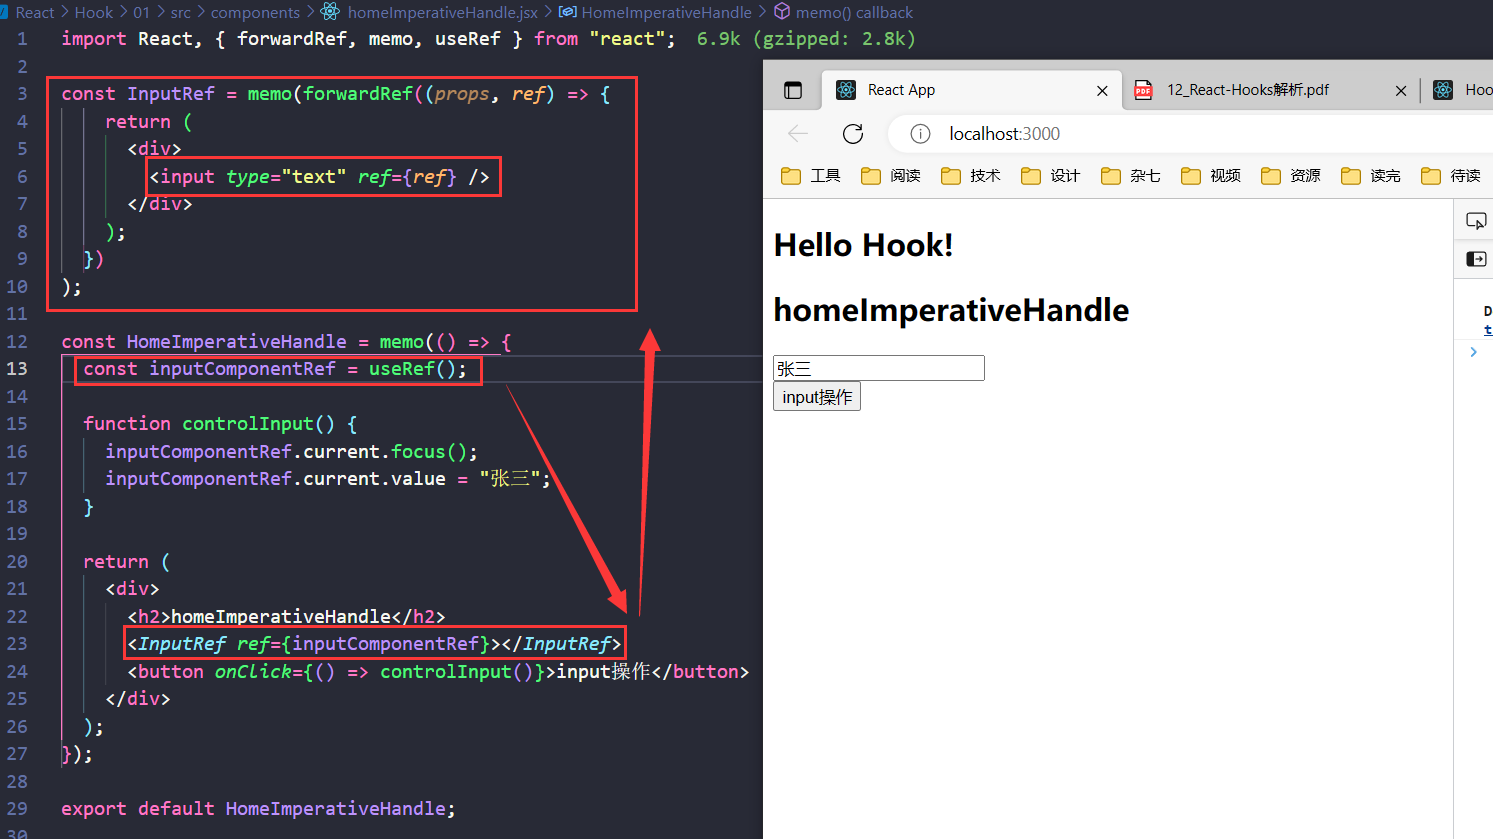 React > Hook > 01 > src > components > homeImperativeHandle.jsx > HomeImperativeHandle > memo() callback
1 import React, { forwardRef, memo, useRef } from "react"; 6.9k (gzipped: 2.8k)
2
3 const InputRef = memo(forwardRef((props, ref) => {
4 return (
5 <div>
6 <input type="text" ref={ref} />
7 </div>
8 );
9 })
10 );
11
12 const HomeImperativeHandle = memo(() => {
13 const inputComponentRef = useRef();
14
15 function controlInput() {
16 inputComponentRef.current.focus();
17 inputComponentRef.current.value = "张三";
18 }
19
20 return (
21 <div>
22 <h2>homeImperativeHandle</h2>
23 <InputRef ref={inputComponentRef}></InputRef>
24 <button onClick={() => controlInput()}>input操作</button>
25 </div>
26 );
27 });
28
29 export default HomeImperativeHandle;
30
React App
PDF 12_React-Hooks解析.pdf
Hoo
localhost:3000
工具 阅读 技术 设计 杂七 视频 资源 读完 待读
Hello Hook!
homeImperativeHandle
张三
input操作
D
t